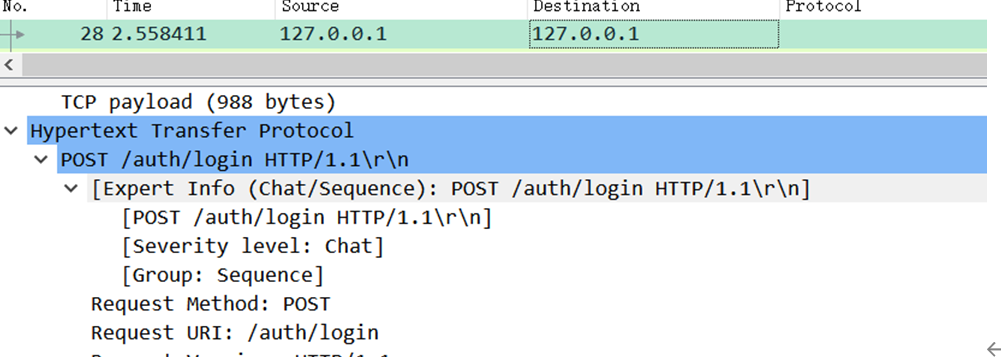 No. Time Source Destination Protocol
28 2.558411 127.0.0.1 127.0.0.1
TCP payload (988 bytes)
Hypertext Transfer Protocol
POST /auth/login HTTP/1.1\r\n
[Expert Info (Chat/Sequence): POST /auth/login HTTP/1.1\r\n]
[POST /auth/login HTTP/1.1\r\n]
[Severity level: Chat]
[Group: Sequence]
Request Method: POST
Request URI: /auth/login